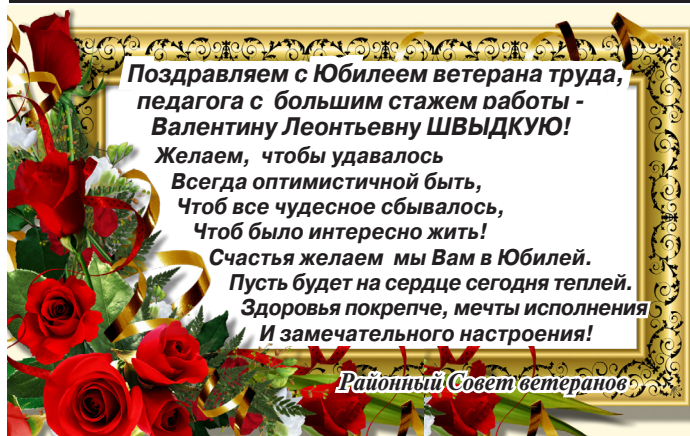 Поздравляем с Юбилеем ветерана труда,
педагога с большим стажем работы -
Валентину Леонтьевну ШВЫДКУЮ!
Желаем, чтобы удавалось
Всегда оптимистичной быть,
Чтоб все чудесное сбывалось,
Чтоб было интересно жить!
Счастья желаем мы Вам в Юбилей.
Пусть будет на сердце сегодня теплей.
Здоровья покрепче, мечты исполнения
И замечательного настроения!
Районный Совет ветеранов